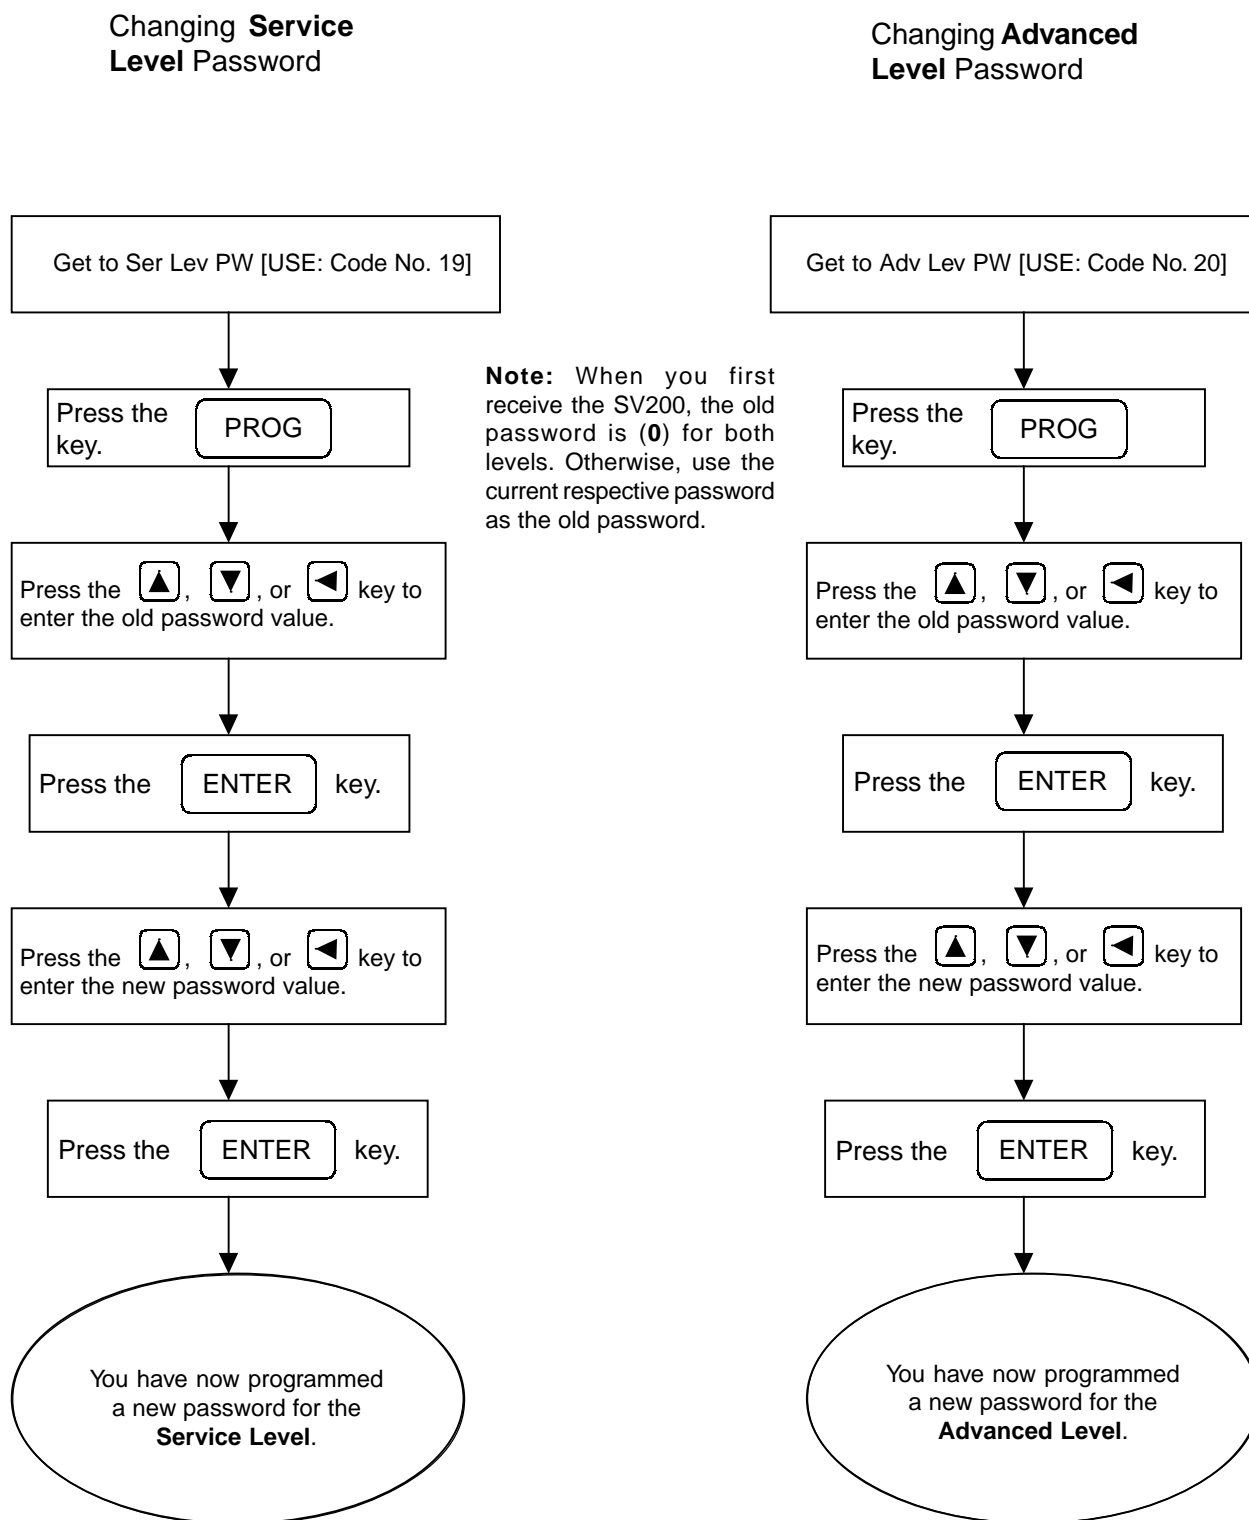 Changing Service
Level Password
Get to Ser Lev PW [USE: Code No. 19]
Press the
key.
PROG
Press the ▲, ▼, or ◀ key to
enter the old password value.
Press the ENTER key.
Press the ▲, ▼, or ◀ key to
enter the new password value.
Press the ENTER key.
You have now programmed
a new password for the
Service Level.
Note: When you first
receive the SV200, the old
password is (0) for both
levels. Otherwise, use the
current respective password
as the old password.
Changing Advanced
Level Password
Get to Adv Lev PW [USE: Code No. 20]
Press the
key.
PROG
Press the ▲, ▼, or ◀ key to
enter the old password value.
Press the ENTER key.
Press the ▲, ▼, or ◀ key to
enter the new password value.
Press the ENTER key.
You have now programmed
a new password for the
Advanced Level.